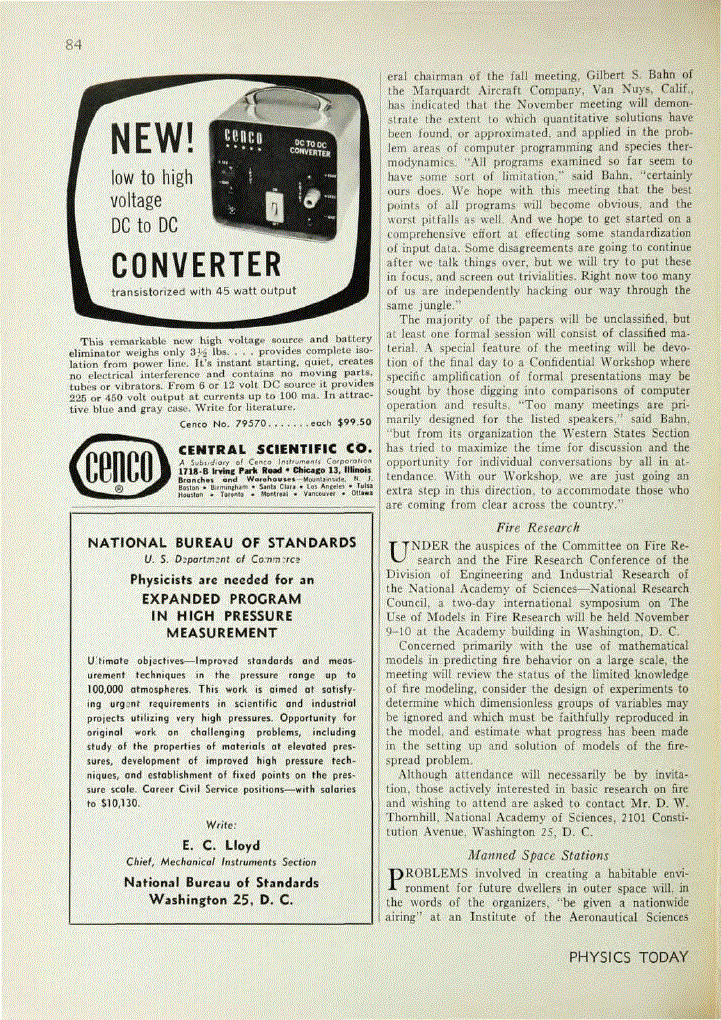 84
NEW!
low to high
voltage
DC to DC
CONVERTER
transistorized with 45 watt output
cenco
DC TO DC
CONVERTER
This remarkable new high voltage source and battery
eliminator weighs only 3½ lbs. . . . provides complete iso-
lation from power line. It's instant starting, quiet, creates
no electrical interference and contains no moving parts,
tubes or vibrators. From 6 or 12 volt DC source it provides
225 or 450 volt output at currents up to 100 ma. In attrac-
tive blue and gray case. Write for literature.
Cenco No. 79570.......each $99.50
cenco
®
CENTRAL SCIENTIFIC CO.
A Subsidiary of Cenco Instruments Corporation
1718-B Irving Park Road • Chicago 13, Illinois
Branches and Warehouses—Mountainside, N. J.
Boston • Birmingham • Santa Clara • Los Angeles • Tulsa
Houston • Toronto • Montreal • Vancouver • Ottawa
NATIONAL BUREAU OF STANDARDS
U. S. Department of Commerce
Physicists are needed for an
EXPANDED PROGRAM
IN HIGH PRESSURE
MEASUREMENT
Ultimate objectives—Improved standards and meas-
urement techniques in the pressure range up to
100,000 atmospheres. This work is aimed at satisfy-
ing urgent requirements in scientific and industrial
projects utilizing very high pressures. Opportunity for
original work on challenging problems, including
study of the properties of materials at elevated pres-
sures, development of improved high pressure tech-
niques, and establishment of fixed points on the pres-
sure scale. Career Civil Service positions—with salaries
to $10,130.
Write:
E. C. Lloyd
Chief, Mechanical Instruments Section
National Bureau of Standards
Washington 25, D. C.
eral chairman of the fall meeting, Gilbert S. Bahn of
the Marquardt Aircraft Company, Van Nuys, Calif.,
has indicated that the November meeting will demon-
strate the extent to which quantitative solutions have
been found, or approximated, and applied in the prob-
lem areas of computer programming and species ther-
modynamics. "All programs examined so far seem to
have some sort of limitation," said Bahn, "certainly
ours does. We hope with this meeting that the best
points of all programs will become obvious, and the
worst pitfalls as well. And we hope to get started on a
comprehensive effort at effecting some standardization
of input data. Some disagreements are going to continue
after we talk things over, but we will try to put these
in focus, and screen out trivialities. Right now too many
of us are independently hacking our way through the
same jungle."
The majority of the papers will be unclassified, but
at least one formal session will consist of classified ma-
terial. A special feature of the meeting will be devo-
tion of the final day to a Confidential Workshop where
specific amplification of formal presentations may be
sought by those digging into comparisons of computer
operation and results. "Too many meetings are pri-
marily designed for the listed speakers," said Bahn,
"but from its organization the Western States Section
has tried to maximize the time for discussion and the
opportunity for individual conversations by all in at-
tendance. With our Workshop, we are just going an
extra step in this direction, to accommodate those who
are coming from clear across the country."
Fire Research
UNDER the auspices of the Committee on Fire Re-
search and the Fire Research Conference of the
Division of Engineering and Industrial Research of
the National Academy of Sciences—National Research
Council, a two-day international symposium on The
Use of Models in Fire Research will be held November
9–10 at the Academy building in Washington, D. C.
Concerned primarily with the use of mathematical
models in predicting fire behavior on a large scale, the
meeting will review the status of the limited knowledge
of fire modeling, consider the design of experiments to
determine which dimensionless groups of variables may
be ignored and which must be faithfully reproduced in
the model, and estimate what progress has been made
in the setting up and solution of models of the fire-
spread problem.
Although attendance will necessarily be by invita-
tion, those actively interested in basic research on fire
and wishing to attend are asked to contact Mr. D. W.
Thornhill, National Academy of Sciences, 2101 Consti-
tution Avenue, Washington 25, D. C.
Manned Space Stations
PROBLEMS involved in creating a habitable envi-
ronment for future dwellers in outer space will, in
the words of the organizers, "be given a nationwide
airing" at an Institute of the Aeronautical Sciences
PHYSICS TODAY